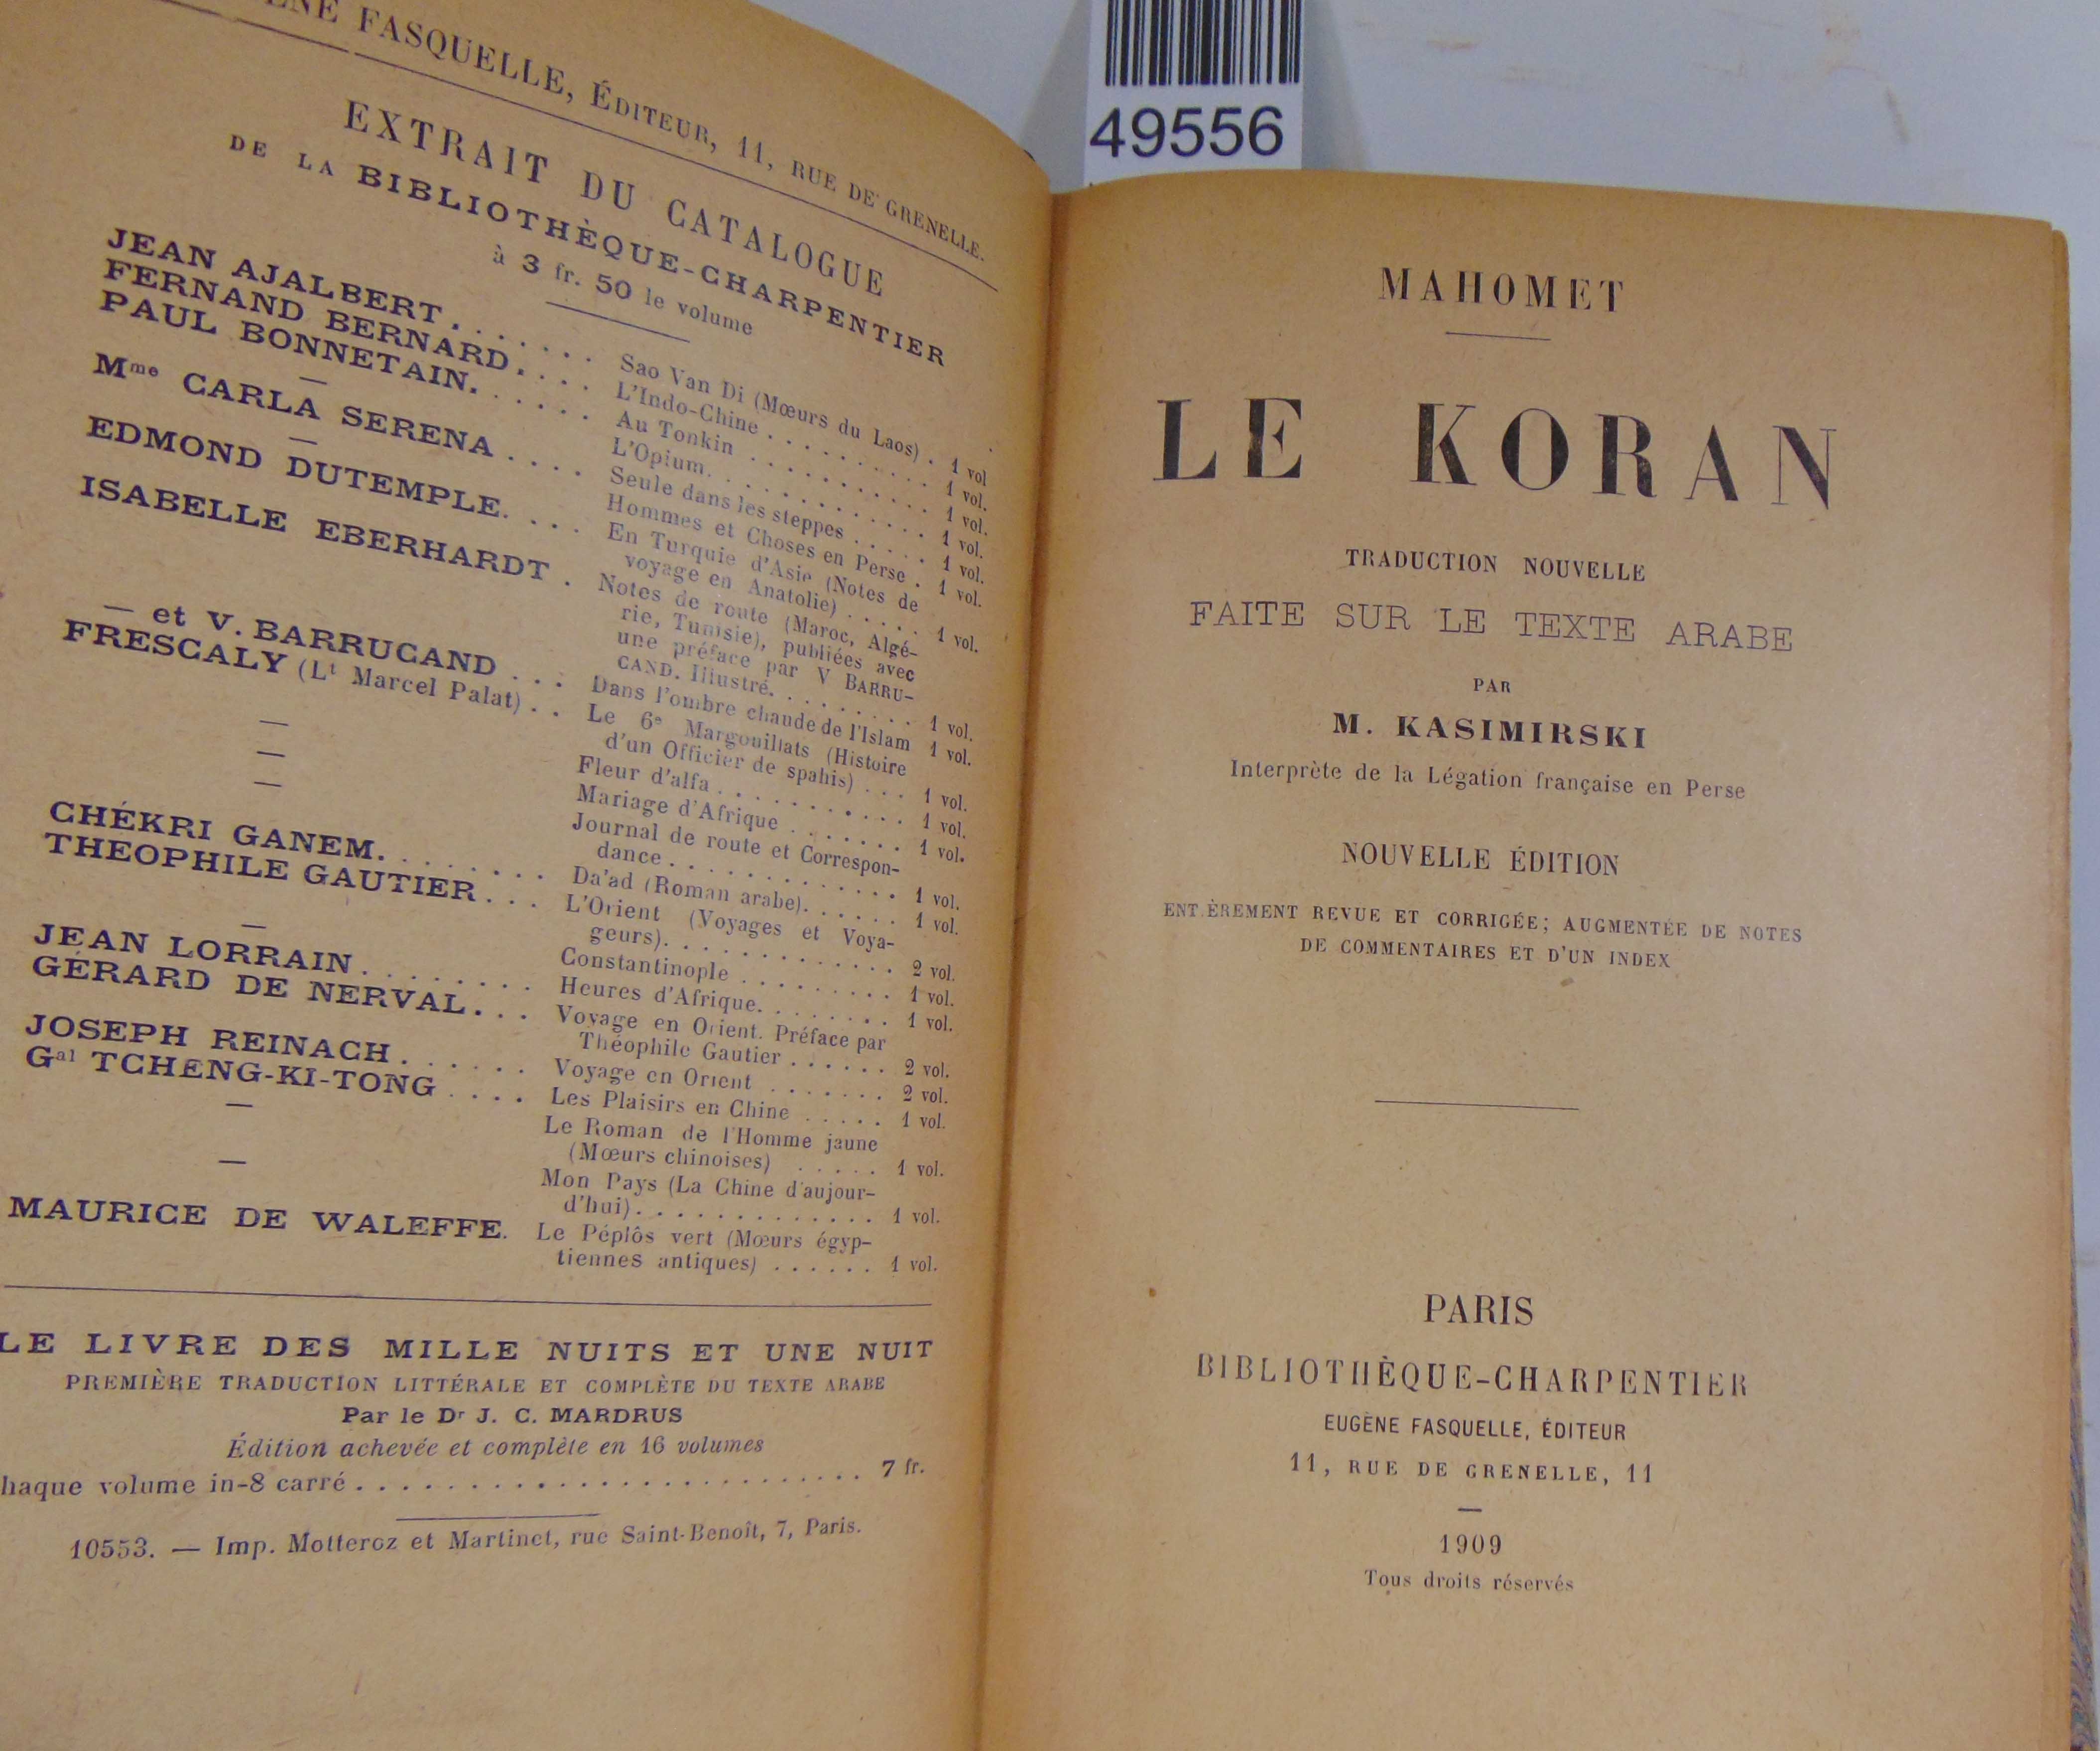 FASQUELLE, ÉDITEUR, 11, RUE DE GRENELLE.
EXTRAIT DU CATALOGUE
DE LA BIBLIOTHÈQUE-CHARPENTIER
à 3 fr. 50 le volume
JEAN AJALBERT. . . . . . . Sao Van Di (Mœurs du Laos) . 1 vol
FERNAND BERNARD. . . . L'Indo-Chine . . . . . . . . 1 vol.
PAUL BONNETAIN. . . . . . Au Tonkin . . . . . . . . . . 1 vol.
— L'Opium. . . . . . . . . . . 1 vol.
Mme CARLA SERENA . . . . Seule dans les steppes . . . . . 1 vol.
— Hommes et Choses en Perse . 1 vol.
EDMOND DUTEMPLE. . . . En Turquie d'Asie (Notes de
voyage en Anatolie) . . . . . 1 vol.
ISABELLE EBERHARDT . Notes de route (Maroc, Algé-
rie, Tunisie), publiées avec
une préface par V BARRU-
CAND. Illustré. . . . . . . . . 1 vol.
— et V. BARRUCAND . . . Dans l'ombre chaude de l'Islam 1 vol.
FRESCALY (Lt Marcel Palat) . . Le 6e Margouillats (Histoire
d'un Officier de spahis) . . . 1 vol.
— Fleur d'alfa . . . . . . . . . . 1 vol.
— Mariage d'Afrique . . . . . . . 1 vol.
— Journal de route et Correspon-
dance . . . . . . . . . . . . 1 vol.
CHÉKRI GANEM. . . . . . . . Da'ad (Roman arabe). . . . . . 1 vol.
THEOPHILE GAUTIER . . . L'Orient (Voyages et Voya-
geurs). . . . . . . . . . . . 2 vol.
— Constantinople . . . . . . . . . 1 vol.
JEAN LORRAIN . . . . . . . . Heures d'Afrique. . . . . . . . 1 vol.
GÉRARD DE NERVAL . . . Voyage en Orient. Préface par
Théophile Gautier . . . . . . 2 vol.
JOSEPH REINACH . . . . . . Voyage en Orient . . . . . . . 2 vol.
Gal TCHENG-KI-TONG . . . . Les Plaisirs en Chine . . . . . 1 vol.
— Le Roman de l'Homme jaune
(Mœurs chinoises) . . . . . 1 vol.
— Mon Pays (La Chine d'aujour-
d'hui). . . . . . . . . . . . . 1 vol.
MAURICE DE WALEFFE. Le Péplôs vert (Mœurs égyp-
tiennes antiques) . . . . . . 1 vol.
LE LIVRE DES MILLE NUITS ET UNE NUIT
PREMIÈRE TRADUCTION LITTÉRALE ET COMPLÈTE DU TEXTE ARABE
Par le Dr J. C. MARDRUS
Édition achevée et complète en 16 volumes
haque volume in-8 carré . . . . . . . . . . . . . . . . . . . . . . . 7 fr.
10553. — Imp. Motteroz et Martinet, rue Saint-Benoît, 7, Paris.
49556
MAHOMET
LE KORAN
TRADUCTION NOUVELLE
FAITE SUR LE TEXTE ARABE
PAR
M. KASIMIRSKI
Interprète de la Légation française en Perse
NOUVELLE ÉDITION
ENTIÈREMENT REVUE ET CORRIGÉE; AUGMENTÉE DE NOTES
DE COMMENTAIRES ET D'UN INDEX
PARIS
BIBLIOTHÈQUE-CHARPENTIER
EUGÈNE FASQUELLE, ÉDITEUR
11, RUE DE GRENELLE, 11
1909
Tous droits réservés